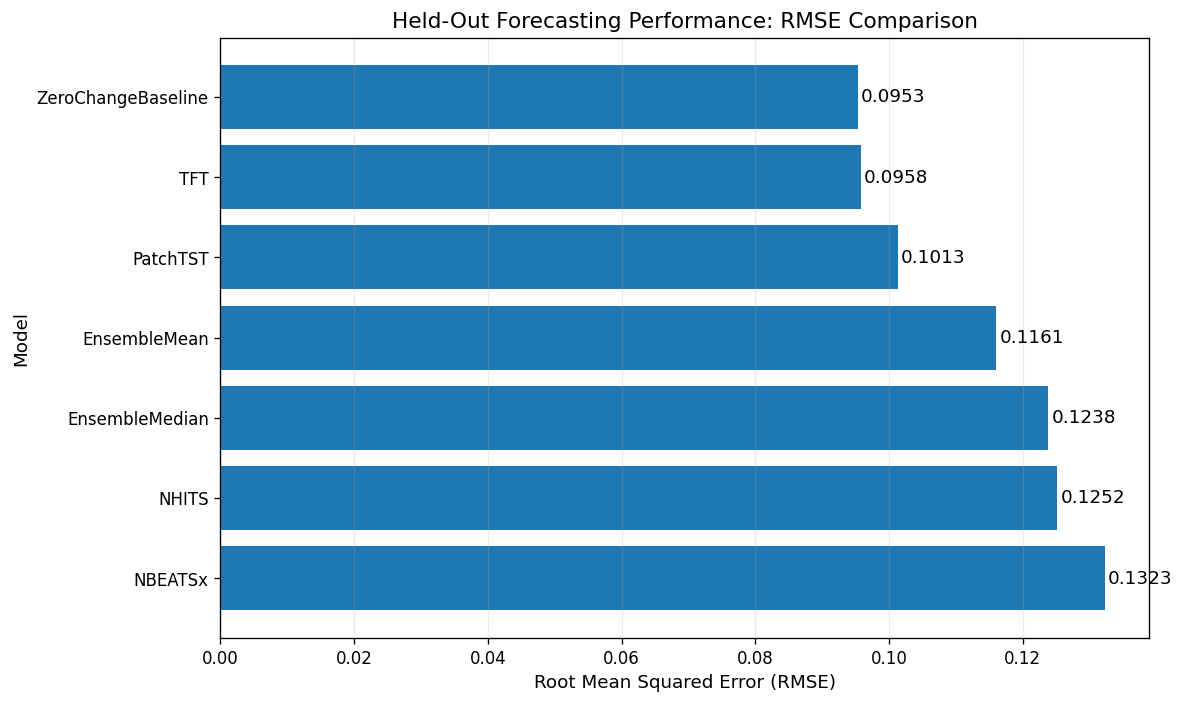 Held-Out Forecasting Performance: RMSE Comparison
ZeroChangeBaseline 0.0953
TFT 0.0958
PatchTST 0.1013
EnsembleMean 0.1161
EnsembleMedian 0.1238
NHITS 0.1252
NBEATSx 0.1323
Model
0.00 0.02 0.04 0.06 0.08 0.10 0.12
Root Mean Squared Error (RMSE)